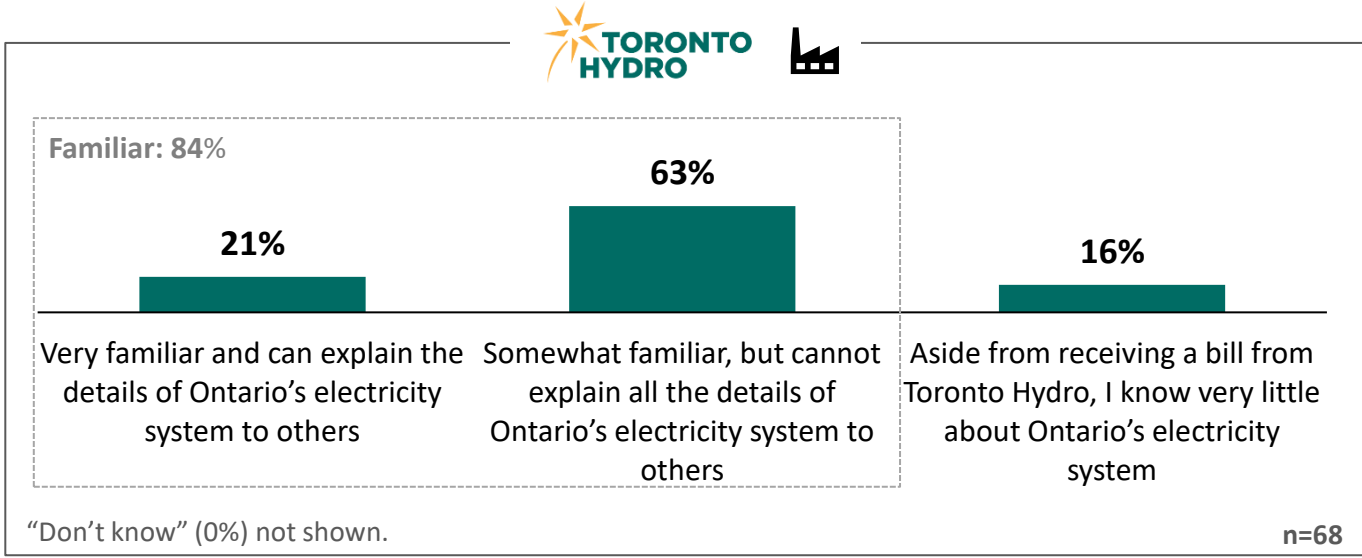 TORONTO
HYDRO
Familiar: 84%
21%
63%
16%
Very familiar and can explain the
details of Ontario’s electricity
system to others
Somewhat familiar, but cannot
explain all the details of
Ontario’s electricity system to
others
Aside from receiving a bill from
Toronto Hydro, I know very little
about Ontario’s electricity
system
“Don’t know” (0%) not shown.
n=68